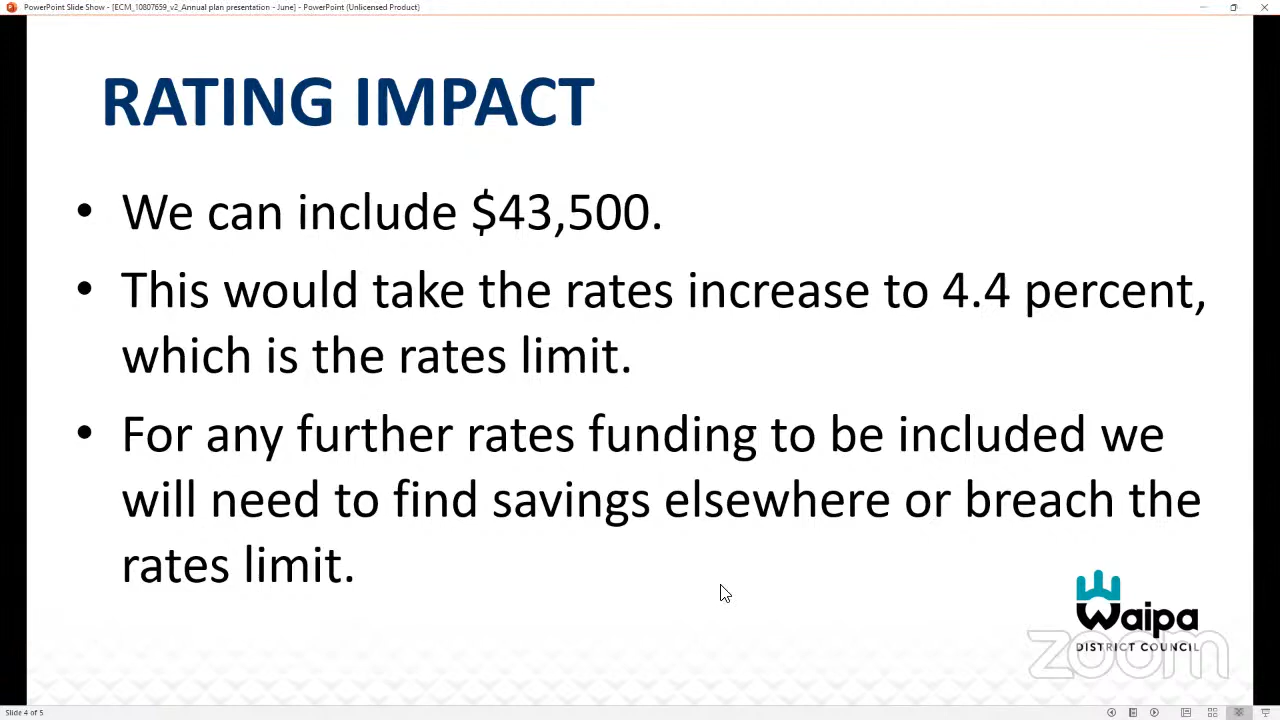 PowerPoint Slide Show - [ECM_10807659_v2_Annual plan presentation - June] - PowerPoint (Unlicensed Product)
RATING IMPACT
• We can include $43,500.
• This would take the rates increase to 4.4 percent,
which is the rates limit.
• For any further rates funding to be included we
will need to find savings elsewhere or breach the
rates limit.
Waipa
DISTRICT COUNCIL
zoom
Slide 4 of 5